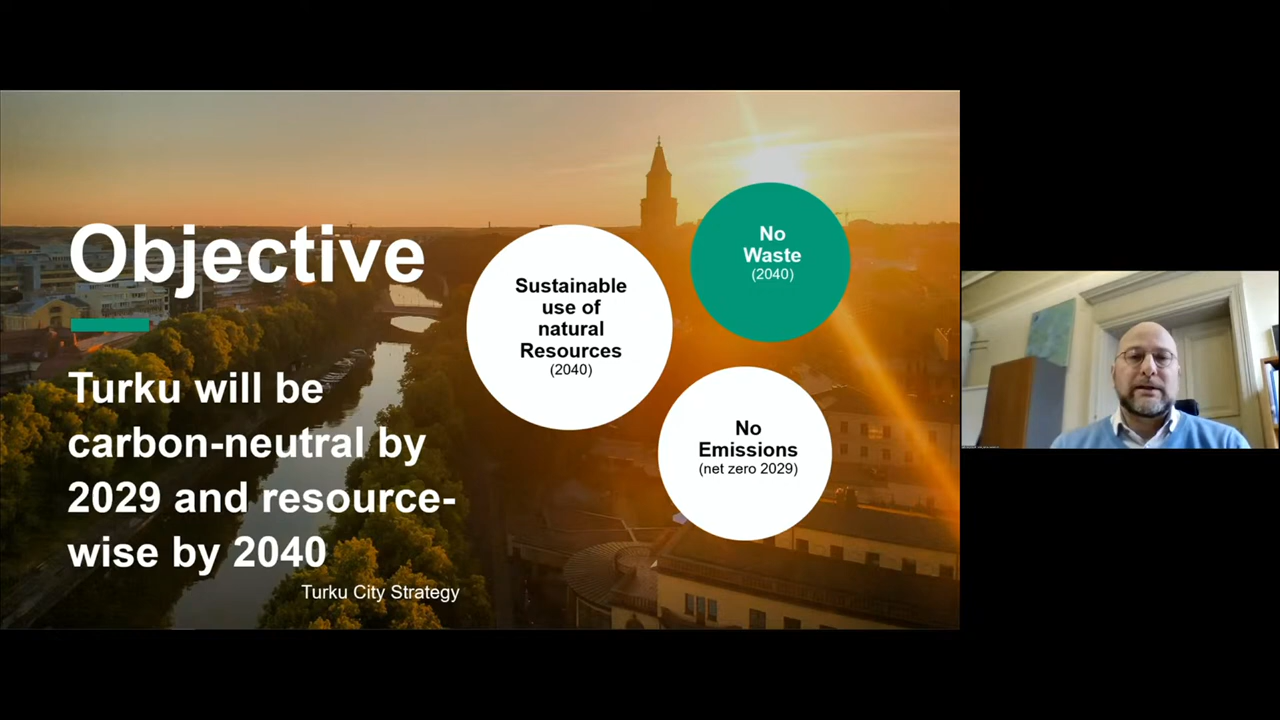 Objective
Turku will be
carbon-neutral by
2029 and resource-
wise by 2040
Turku City Strategy
Sustainable
use of
natural
Resources
(2040)
No
Waste
(2040)
No
Emissions
(net zero 2029)